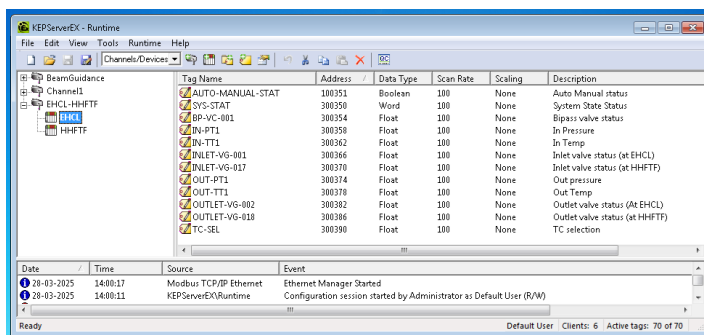 KEPServerEX - Runtime
File Edit View Tools Runtime Help
Channels/Devices
BeamGuidance
Channel1
EHCL-HHFTF
EHCL
HHFTF
Tag Name Address Data Type Scan Rate Scaling Description
AUTO-MANUAL-STAT 100351 Boolean 100 None Auto Manual status
SYS-STAT 300350 Word 100 None System State Status
BP-VC-001 300354 Float 100 None Bipass valve status
IN-PT1 300358 Float 100 None In Pressure
IN-TT1 300362 Float 100 None In Temp
INLET-VG-001 300366 Float 100 None Inlet valve status (at EHCL)
INLET-VG-017 300370 Float 100 None Inlet valve status (at HHFTF)
OUT-PT1 300374 Float 100 None Out pressure
OUT-TT1 300378 Float 100 None Out Temp
OUTLET-VG-002 300382 Float 100 None Outlet valve status (At EHCL)
OUTLET-VG-018 300386 Float 100 None Outlet valve status (at HHFTF)
TC-SEL 300390 Float 100 None TC selection
Date Time Source Event
28-03-2025 14:00:17 Modbus TCP/IP Ethernet Ethernet Manager Started
28-03-2025 14:00:11 KEPServerEX\Runtime Configuration session started by Administrator as Default User (R/W)
Ready Default User Clients: 6 Active tags: 70 of 70